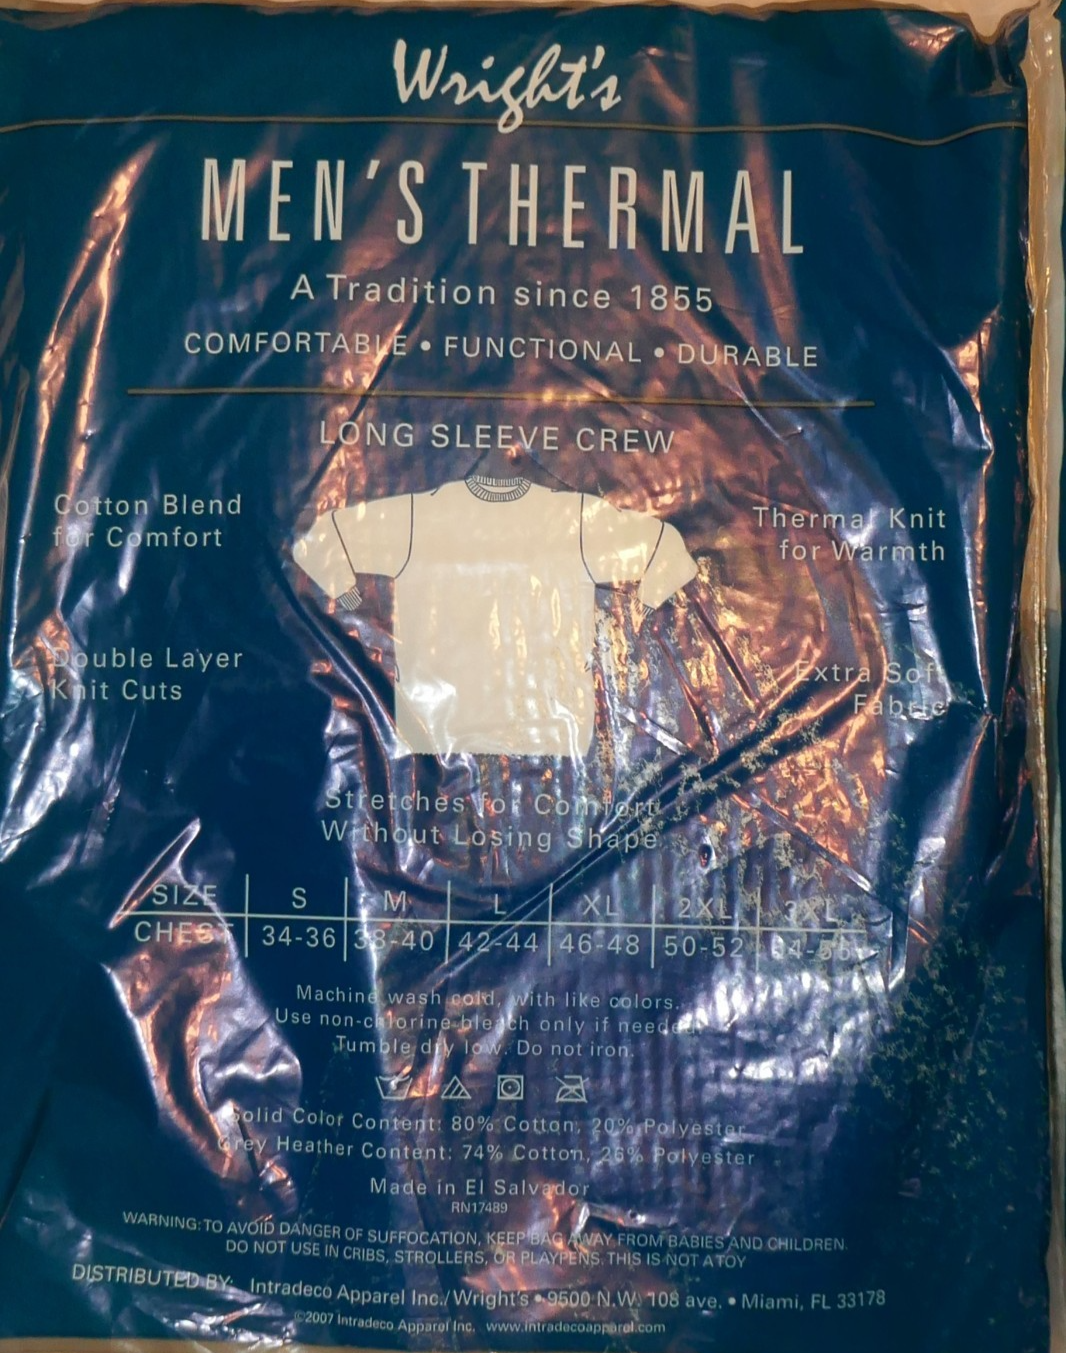 Wright's
MEN'S THERMAL
A Tradition since 1855
COMFORTABLE • FUNCTIONAL • DURABLE
LONG SLEEVE CREW
Cotton Blend
for Comfort
Thermal Knit
for Warmth
Double Layer
Knit Cuts
Extra Soft
Fabric
Stretches for Comfort
Without Losing Shape
SIZE S M L XL 2XL 3XL
CHEST 34-36 38-40 42-44 46-48 50-52 54-56
Machine wash cold, with like colors.
Use non-chlorine bleach only if needed.
Tumble dry low. Do not iron.
Solid Color Content: 80% Cotton, 20% Polyester
Grey Heather Content: 74% Cotton, 26% Polyester
Made in El Salvador
RN17489
WARNING: TO AVOID DANGER OF SUFFOCATION, KEEP BAG AWAY FROM BABIES AND CHILDREN.
DO NOT USE IN CRIBS, STROLLERS, OR PLAYPENS. THIS IS NOT A TOY
DISTRIBUTED BY: Intradeco Apparel Inc./Wright's • 9500 N.W. 108 ave. • Miami, FL 33178
©2007 Intradeco Apparel Inc. www.intradecoapparel.com